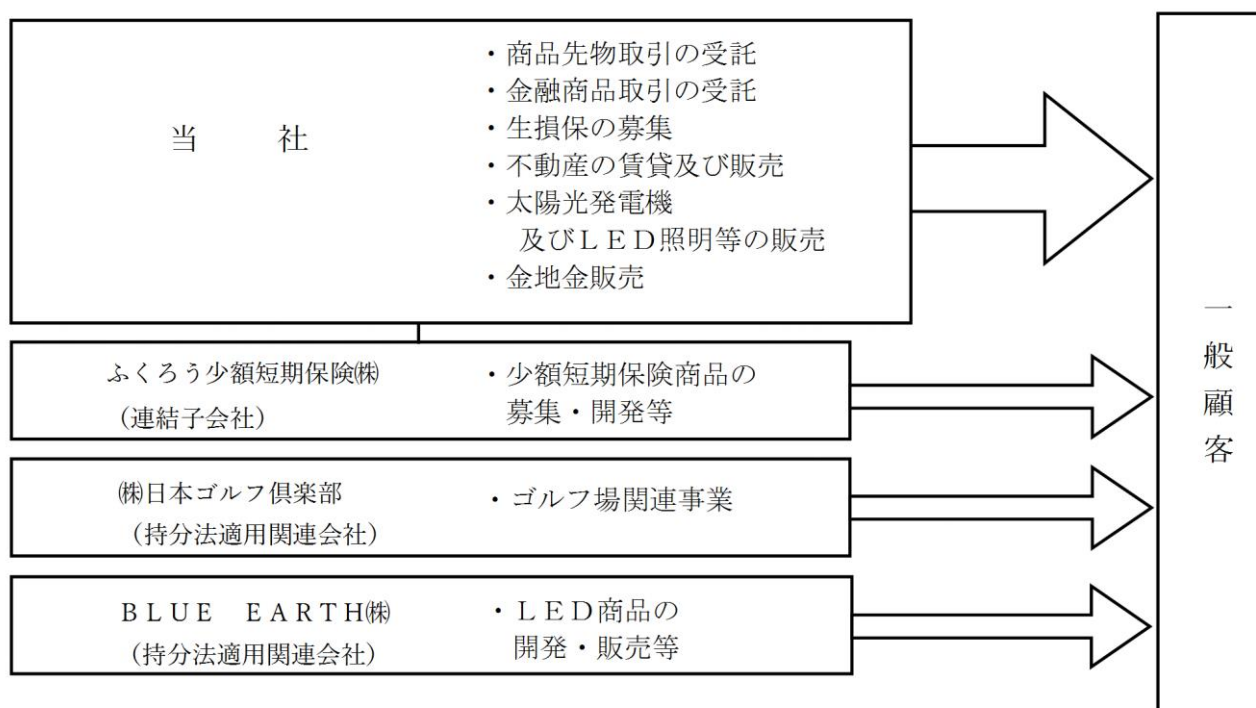 当　　社
・商品先物取引の受託
・金融商品取引の受託
・生損保の募集
・不動産の賃貸及び販売
・太陽光発電機
及びＬＥＤ照明等の販売
・金地金販売
ふくろう少額短期保険㈱
（連結子会社）
・少額短期保険商品の
募集・開発等
㈱日本ゴルフ倶楽部
（持分法適用関連会社）
・ゴルフ場関連事業
ＢＬＵＥ　ＥＡＲＴＨ㈱
（持分法適用関連会社）
・ＬＥＤ商品の
開発・販売等
一般顧客